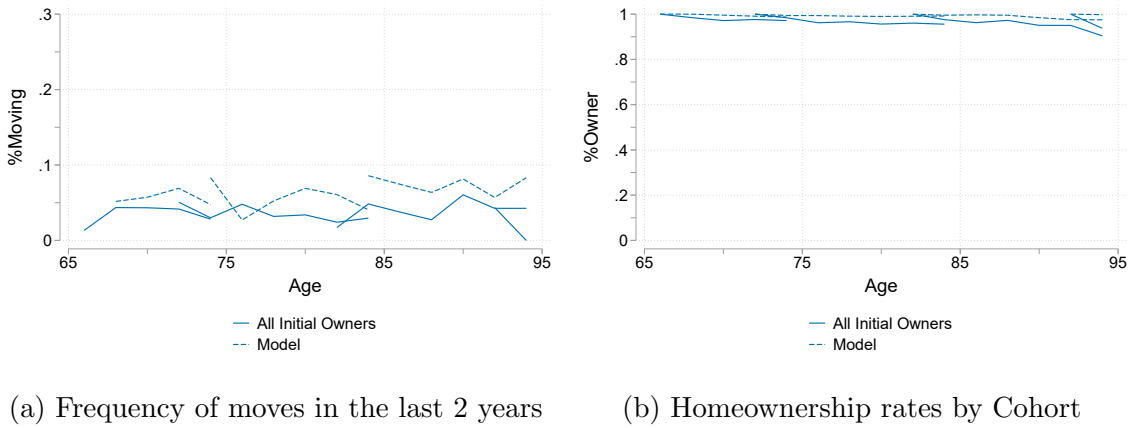 %Moving
.3
.2
.1
0
65
75
85
95
Age
All Initial Owners
Model
(a) Frequency of moves in the last 2 years
%Owner
1
.8
.6
.4
.2
0
65
75
85
95
Age
All Initial Owners
Model
(b) Homeownership rates by Cohort